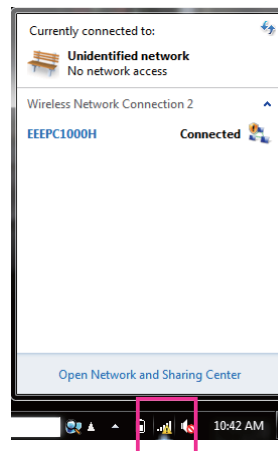 Currently connected to:
Unidentified network
No network access
Wireless Network Connection 2
EEEPC1000H Connected
Open Network and Sharing Center
10:42 AM